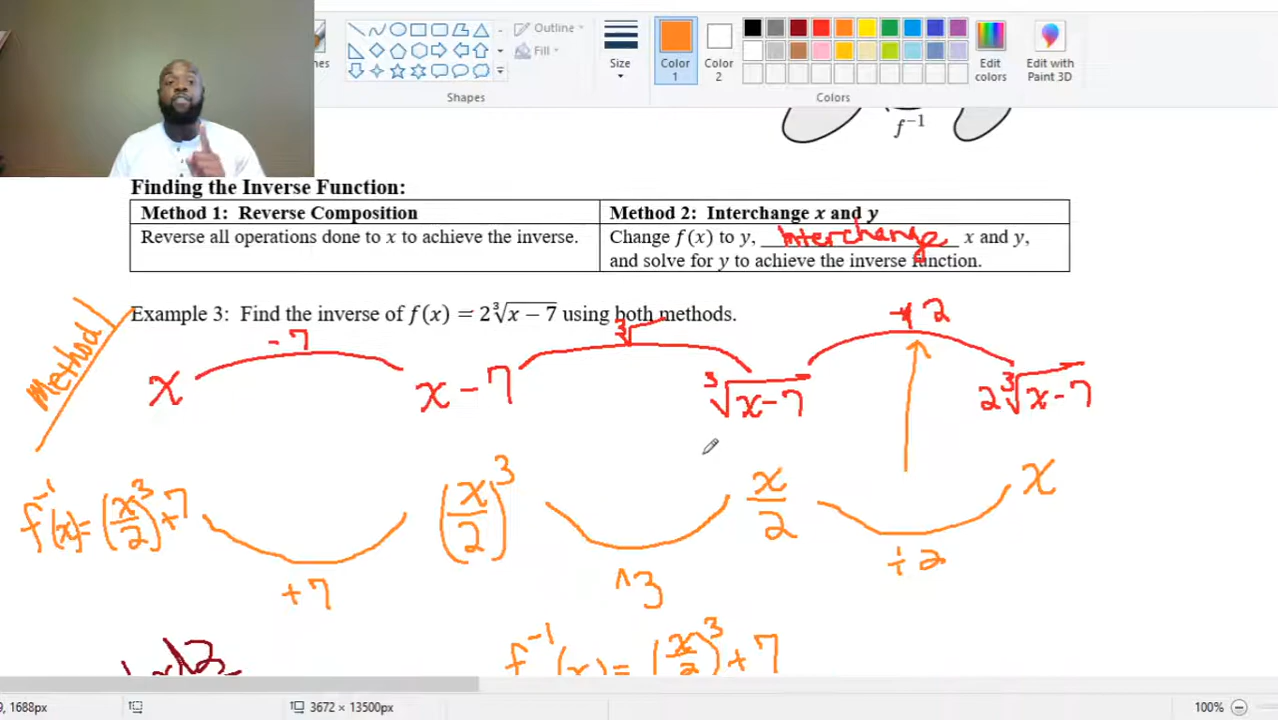 Outline
Fill
Size
Color 1
Color 2
Edit colors
Edit with Paint 3D
Shapes
Colors
f⁻¹
Finding the Inverse Function:
Method 1: Reverse Composition
Method 2: Interchange x and y
Reverse all operations done to x to achieve the inverse.
Change f(x) to y, interchange x and y,
and solve for y to achieve the inverse function.
Example 3: Find the inverse of f(x) = 2∛x − 7 using both methods.
Method 1
-7
∛
× 2
x
x-7
∛x-7
2∛x-7
f⁻¹(x)=(x/2)³+7
(x/2)³
x/2
x
+7
^3
÷2
f⁻¹(x)=(x/2)³+7
1688px
3672 × 13500px
100%